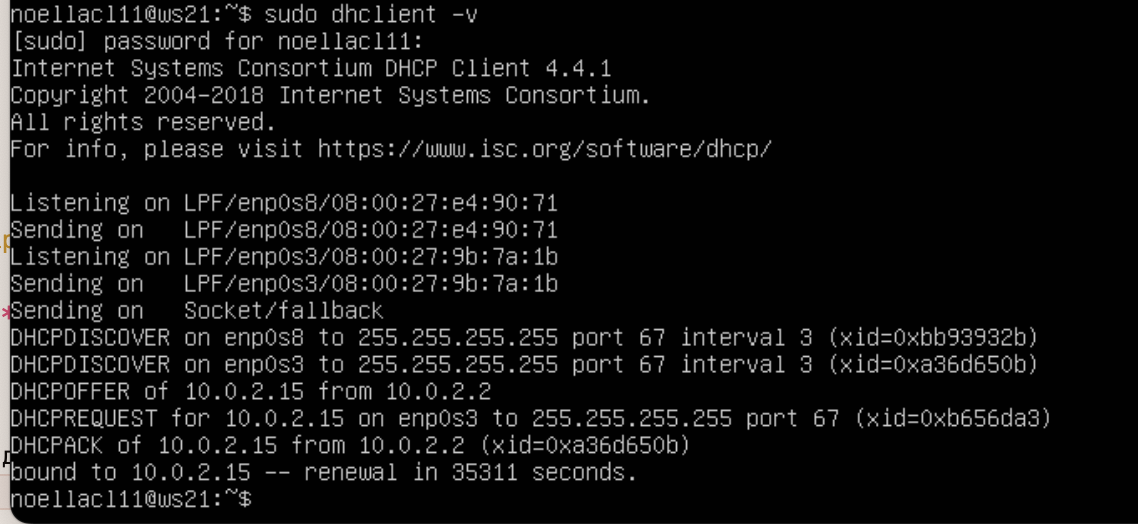 noellacl11@ws21:~$ sudo dhclient -v
[sudo] password for noellacl11:
Internet Systems Consortium DHCP Client 4.4.1
Copyright 2004-2018 Internet Systems Consortium.
All rights reserved.
For info, please visit https://www.isc.org/software/dhcp/

Listening on LPF/enp0s8/08:00:27:e4:90:71
Sending on   LPF/enp0s8/08:00:27:e4:90:71
Listening on LPF/enp0s3/08:00:27:9b:7a:1b
Sending on   LPF/enp0s3/08:00:27:9b:7a:1b
Sending on   Socket/fallback
DHCPDISCOVER on enp0s8 to 255.255.255.255 port 67 interval 3 (xid=0xbb93932b)
DHCPDISCOVER on enp0s3 to 255.255.255.255 port 67 interval 3 (xid=0xa36d650b)
DHCPOFFER of 10.0.2.15 from 10.0.2.2
DHCPREQUEST for 10.0.2.15 on enp0s3 to 255.255.255.255 port 67 (xid=0xb656da3)
DHCPACK of 10.0.2.15 from 10.0.2.2 (xid=0xa36d650b)
bound to 10.0.2.15 -- renewal in 35311 seconds.
noellacl11@ws21:~$